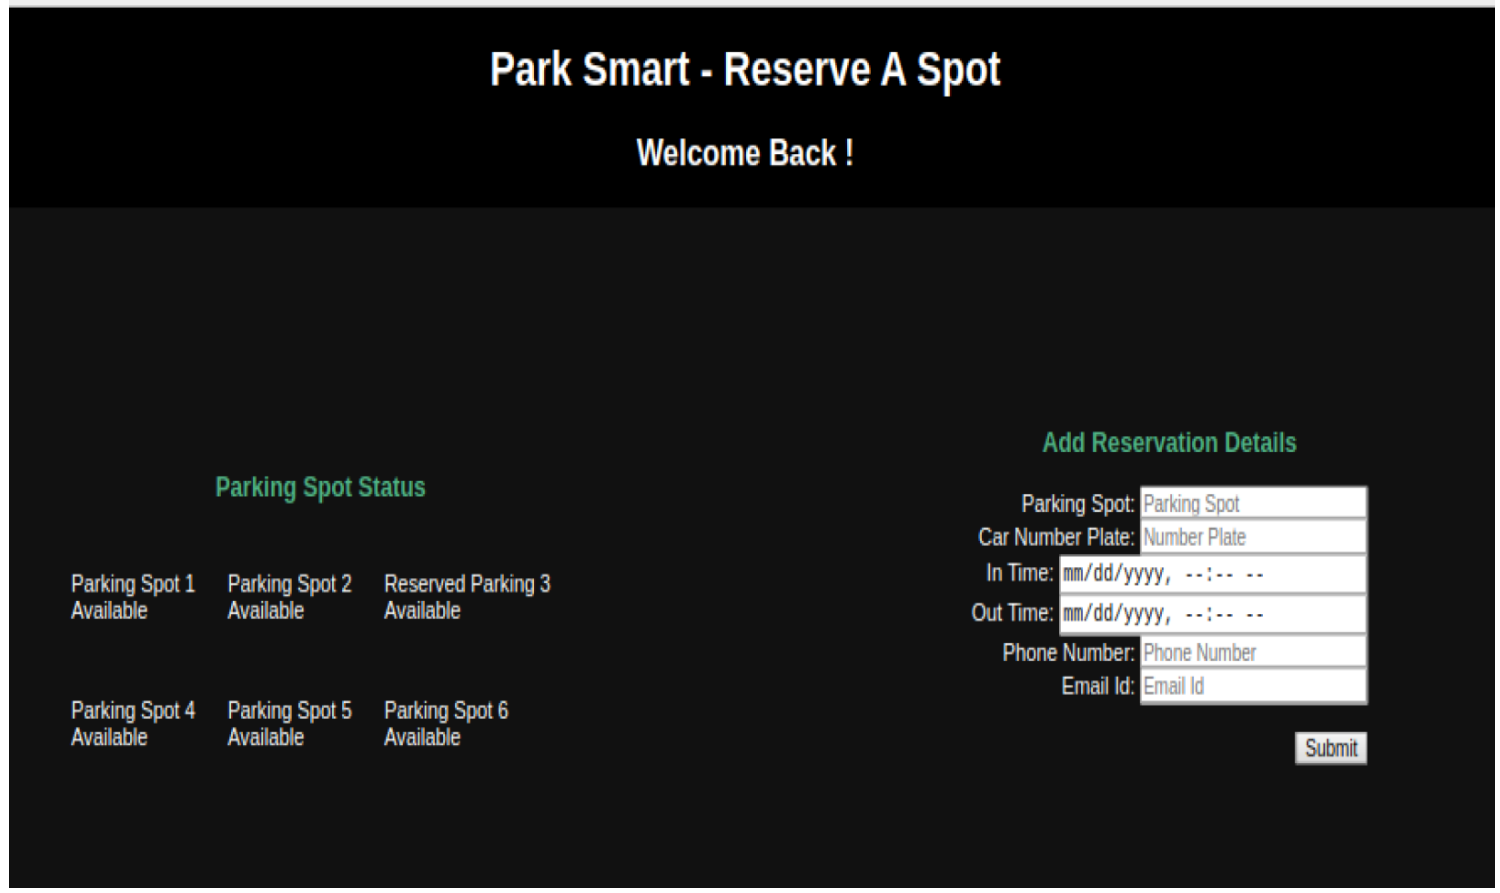 Park Smart - Reserve A Spot
Welcome Back !
Parking Spot Status
Parking Spot 1
Available
Parking Spot 2
Available
Reserved Parking 3
Available
Parking Spot 4
Available
Parking Spot 5
Available
Parking Spot 6
Available
Add Reservation Details
Parking Spot: Parking Spot
Car Number Plate: Number Plate
In Time: mm/dd/yyyy, --:-- --
Out Time: mm/dd/yyyy, --:-- --
Phone Number: Phone Number
Email Id: Email Id
Submit